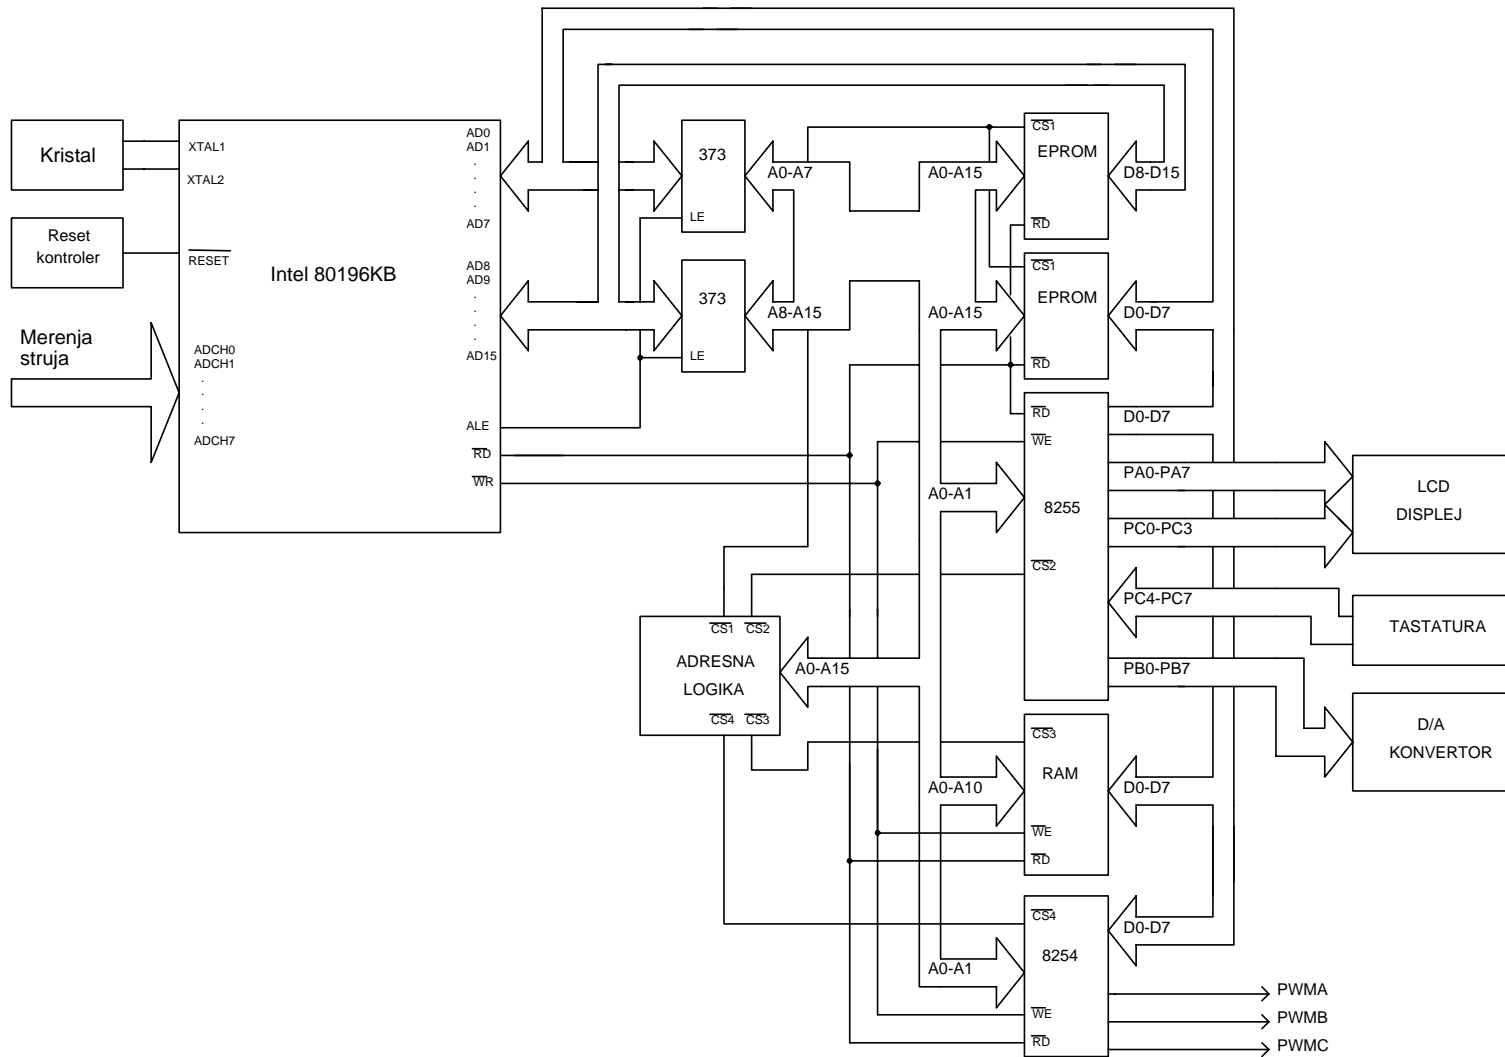 Kristal
Reset
kontroler
Merenja
struja
XTAL1
XTAL2
RESET
Intel 80196KB
ADCH0
ADCH1
.
.
.
.
ADCH7
AD0
AD1
.
.
.
.
AD7
AD8
AD9
.
.
.
.
AD15
ALE
RD
WR
373
LE
A0-A7
373
LE
A8-A15
A0-A15
CS1
EPROM
RD
D8-D15
A0-A15
CS1
EPROM
RD
D0-D7
RD
WE
A0-A1
8255
CS2
D0-D7
PA0-PA7
PC0-PC3
PC4-PC7
PB0-PB7
LCD
DISPLEJ
TASTATURA
D/A
KONVERTOR
CS1 CS2
ADRESNA
LOGIKA
CS4 CS3
A0-A15
CS3
RAM
A0-A10
WE
RD
D0-D7
CS4
8254
A0-A1
WE
RD
D0-D7
PWMA
PWMB
PWMC